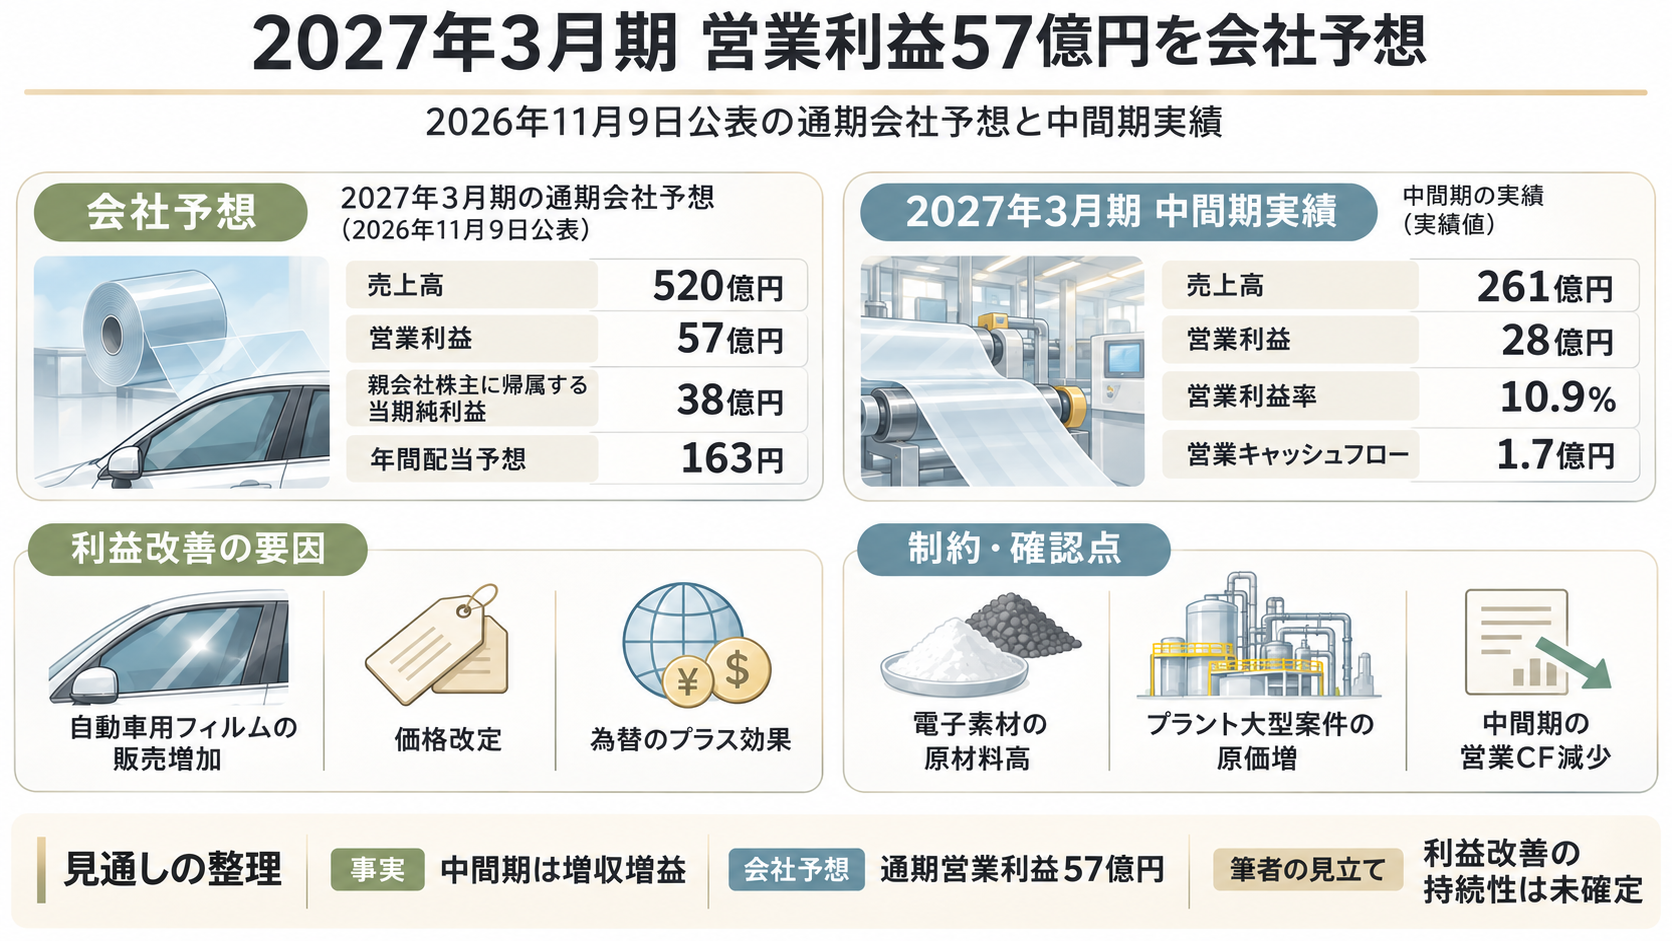 2027年3月期 営業利益57億円を会社予想
2026年11月9日公表の通期会社予想と中間期実績
会社予想
2027年3月期の通期会社予想
（2026年11月9日公表）
売上高 520億円
営業利益 57億円
親会社株主に帰属する
当期純利益 38億円
年間配当予想 163円
2027年3月期 中間期実績
中間期の実績
（実績値）
売上高 261億円
営業利益 28億円
営業利益率 10.9%
営業キャッシュフロー 1.7億円
利益改善の要因
自動車用フィルムの
販売増加
価格改定
¥ $
為替のプラス効果
制約・確認点
電子素材の
原材料高
プラント大型案件の
原価増
中間期の
営業CF減少
見通しの整理
事実 中間期は増収増益
会社予想 通期営業利益57億円
筆者の見立て
利益改善の
持続性は未確定